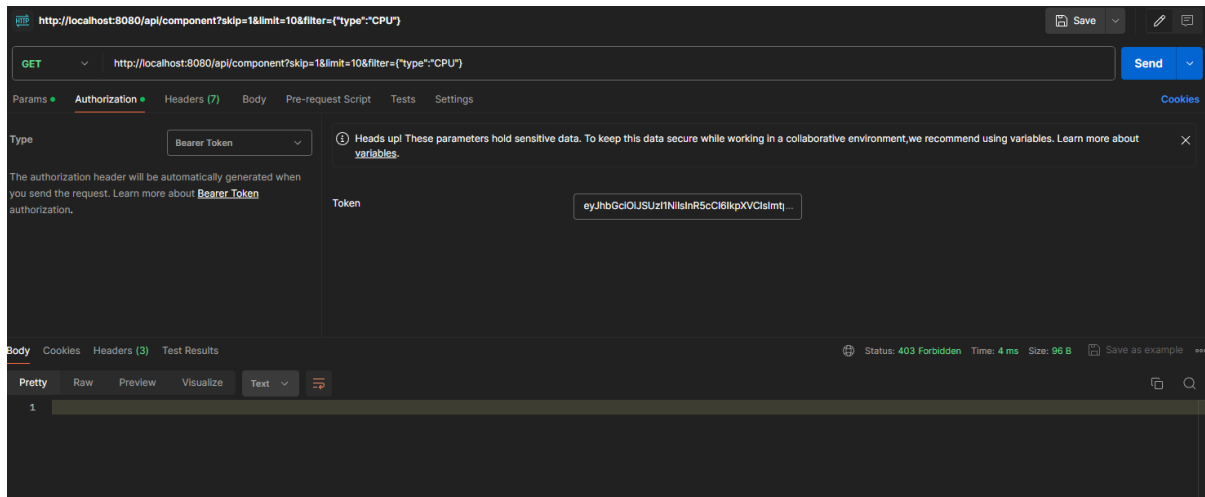 HTTP http://localhost:8080/api/component?skip=1&limit=10&filter={"type":"CPU"} Save
GET http://localhost:8080/api/component?skip=1&limit=10&filter={"type":"CPU"} Send
Params Authorization Headers (7) Body Pre-request Script Tests Settings Cookies
Type Bearer Token
Heads up! These parameters hold sensitive data. To keep this data secure while working in a collaborative environment,we recommend using variables. Learn more about
variables.
The authorization header will be automatically generated when
you send the request. Learn more about Bearer Token
authorization.
Token
Body Cookies Headers (3) Test Results Status: 403 Forbidden Time: 4 ms Size: 96 B Save as example
Pretty Raw Preview Visualize Text
1